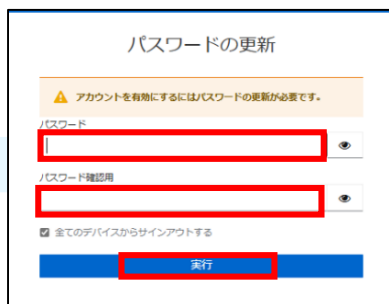 パスワードの更新
アカウントを有効にするにはパスワードの更新が必要です。
パスワード
パスワード確認用
全てのデバイスからサインアウトする
実行